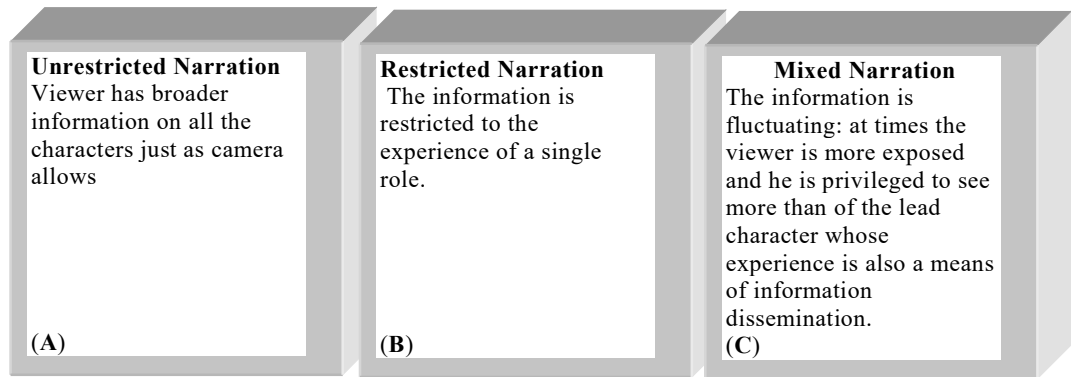 Unrestricted Narration
Viewer has broader
information on all the
characters just as camera
allows
(A)
Restricted Narration
The information is
restricted to the
experience of a single
role.
(B)
Mixed Narration
The information is
fluctuating: at times the
viewer is more exposed
and he is privileged to see
more than of the lead
character whose
experience is also a means
of information
dissemination.
(C)